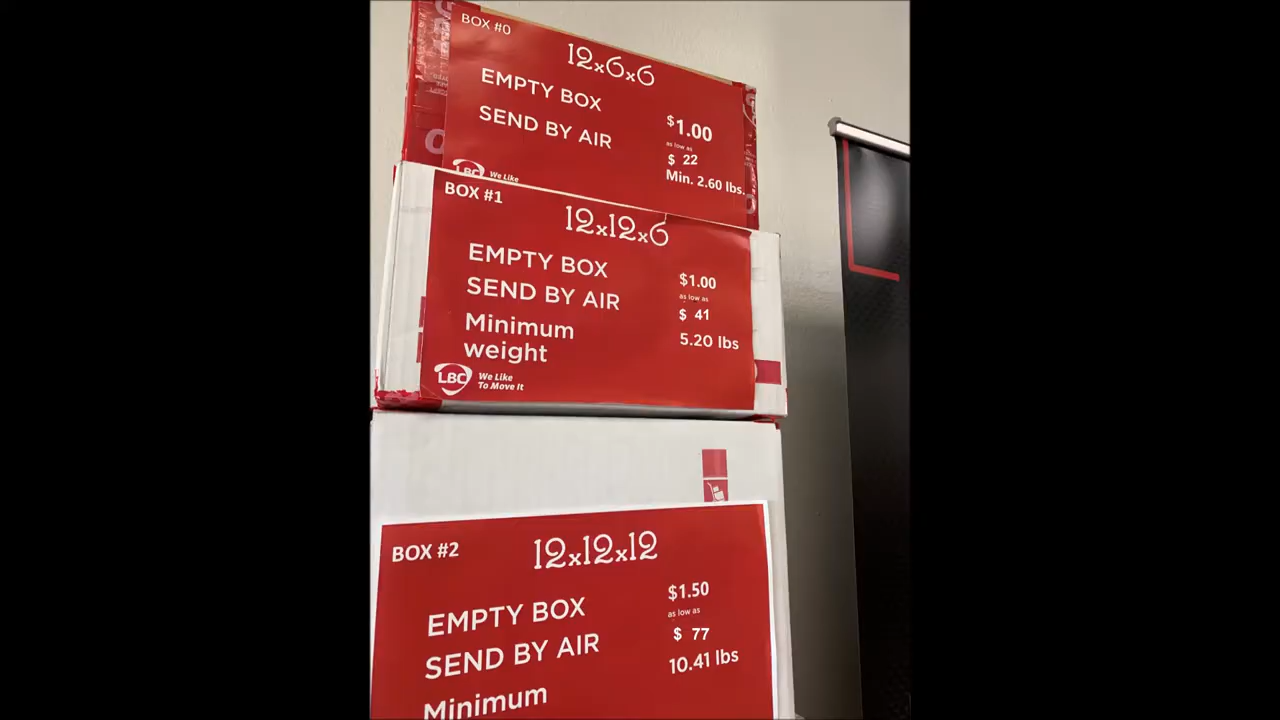 BOX #0
12x6x6
EMPTY BOX
$1.00
SEND BY AIR
as low as
$ 22
Min. 2.60 lbs.
LBC We Like
BOX #1
12x12x6
EMPTY BOX
$1.00
SEND BY AIR
as low as
$ 41
Minimum
weight
5.20 lbs
LBC We Like
To Move It
BOX #2
12x12x12
EMPTY BOX
$1.50
as low as
SEND BY AIR
$ 77
10.41 lbs
Minimum